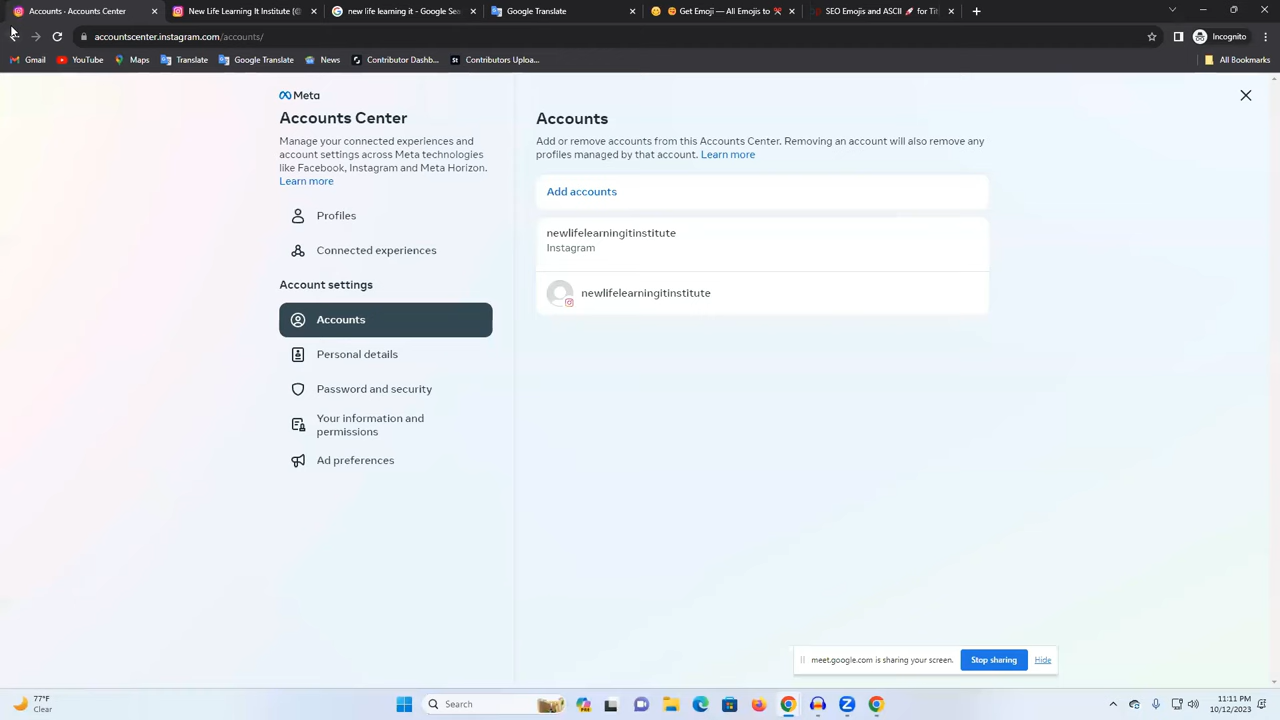 Accounts · Accounts Center
New Life Learning It Institute (@
new life learning it - Google Sea
Google Translate
Get Emoji — All Emojis to
SEO Emojis and ASCII 🚀 for T
accountscenter.instagram.com/accounts/
Incognito
Gmail
YouTube
Maps
Translate
Google Translate
News
Contributor Dashb...
Contributors Uploa...
All Bookmarks
Meta
Accounts Center
Manage your connected experiences and
account settings across Meta technologies
like Facebook, Instagram and Meta Horizon.
Learn more
Profiles
Connected experiences
Account settings
Accounts
Personal details
Password and security
Your information and
permissions
Ad preferences
Accounts
Add or remove accounts from this Accounts Center. Removing an account will also remove any
profiles managed by that account. Learn more
Add accounts
newlifelearningitinstitute
Instagram
newlifelearningitinstitute
meet.google.com is sharing your screen.
Stop sharing
Hide
77°F
Clear
Search
11:11 PM
10/12/2023